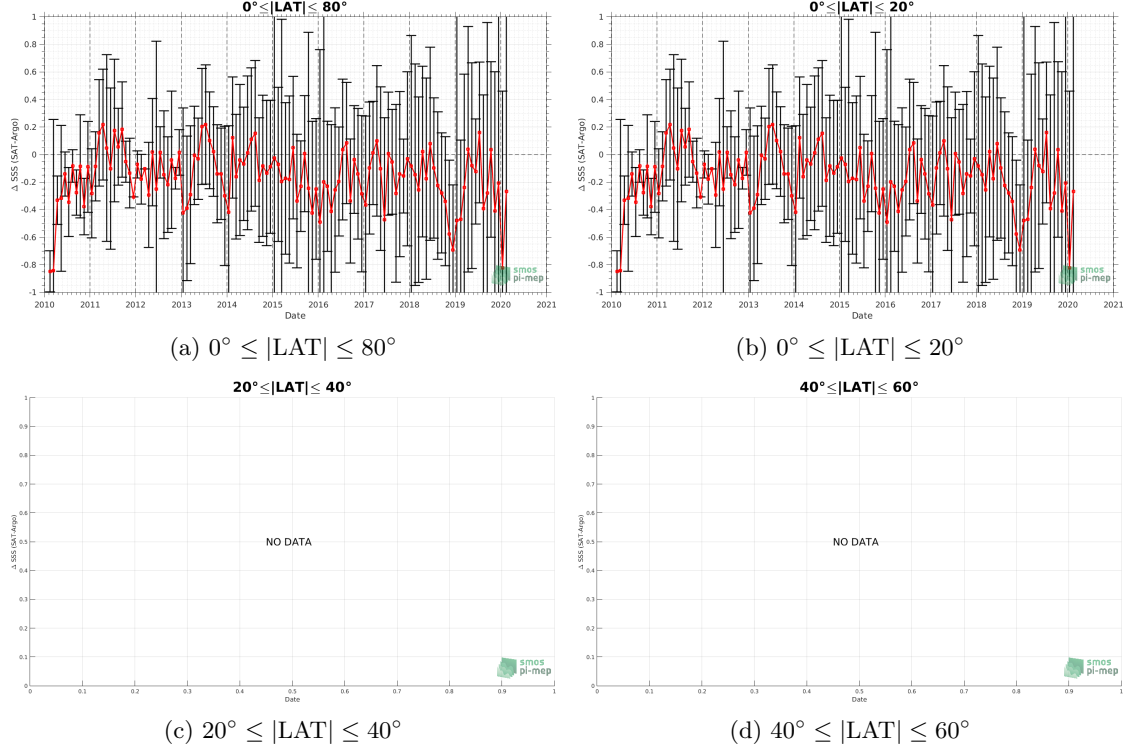 0°≤|LAT|≤ 80°
1
0.8
0.6
0.4
0.2
0
-0.2
-0.4
-0.6
-0.8
-1
Δ SSS (SAT-Argo)
2010 2011 2012 2013 2014 2015 2016 2017 2018 2019 2020 2021
Date
smos
pi-mep
(a) 0° ≤ |LAT| ≤ 80°
0°≤|LAT|≤ 20°
1
0.8
0.6
0.4
0.2
0
-0.2
-0.4
-0.6
-0.8
-1
Δ SSS (SAT-Argo)
2010 2011 2012 2013 2014 2015 2016 2017 2018 2019 2020 2021
Date
smos
pi-mep
(b) 0° ≤ |LAT| ≤ 20°
20°≤|LAT|≤ 40°
1
0.9
0.8
0.7
0.6
0.5
0.4
0.3
0.2
0.1
0
Δ SSS (SAT-Argo)
NO DATA
0 0.1 0.2 0.3 0.4 0.5 0.6 0.7 0.8 0.9 1
Date
smos
pi-mep
(c) 20° ≤ |LAT| ≤ 40°
40°≤|LAT|≤ 60°
1
0.9
0.8
0.7
0.6
0.5
0.4
0.3
0.2
0.1
0
Δ SSS (SAT-Argo)
NO DATA
0 0.1 0.2 0.3 0.4 0.5 0.6 0.7 0.8 0.9 1
Date
smos
pi-mep
(d) 40° ≤ |LAT| ≤ 60°